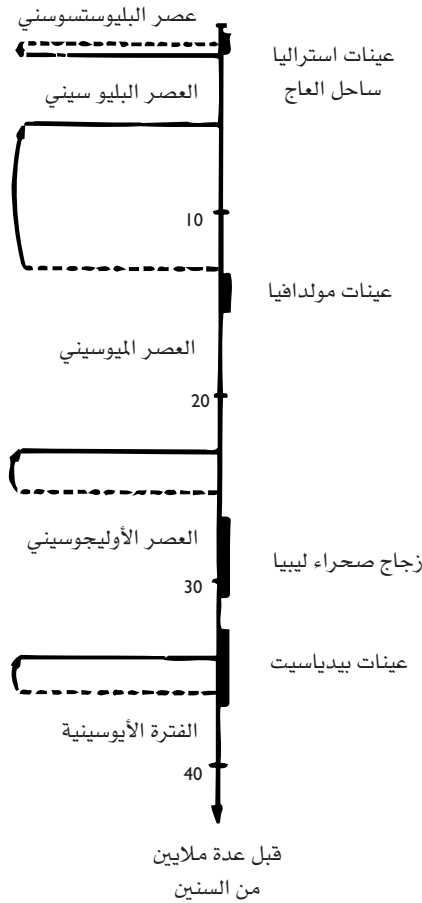 عصر البليوستسوسني
عينات استراليا
ساحل العاج
العصر البليو سيني
10
عينات مولدافيا
العصر الميوسيني
20
العصر الأوليجوسيني
زجاج صحراء ليبيا
30
عينات بيدياسيت
الفترة الأيوسينية
40
قبل عدة ملايين
من السنين